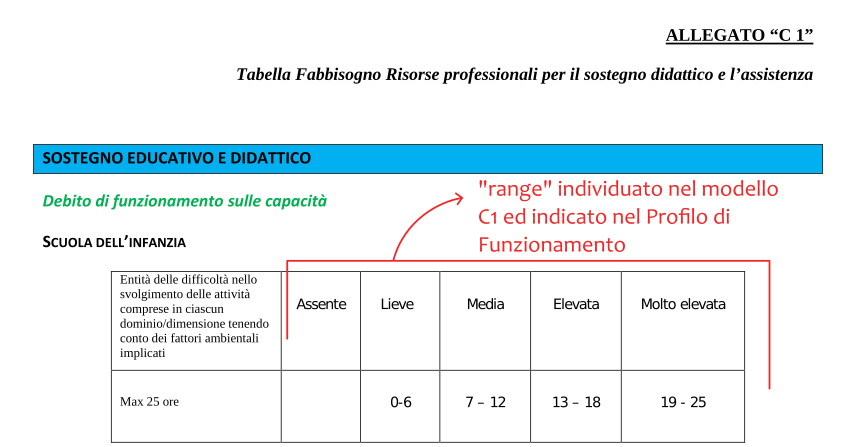 ALLEGATO “C 1”
Tabella Fabbisogno Risorse professionali per il sostegno didattico e l’assistenza
SOSTEGNO EDUCATIVO E DIDATTICO
Debito di funzionamento sulle capacità
"range" individuato nel modello
C1 ed indicato nel Profilo di
Funzionamento
SCUOLA DELL’INFANZIA
Entità delle difficoltà nello
svolgimento delle attività
comprese in ciascun
dominio/dimensione tenendo
conto dei fattori ambientali
implicati
Assente Lieve Media Elevata Molto elevata
Max 25 ore 0-6 7 – 12 13 – 18 19 - 25